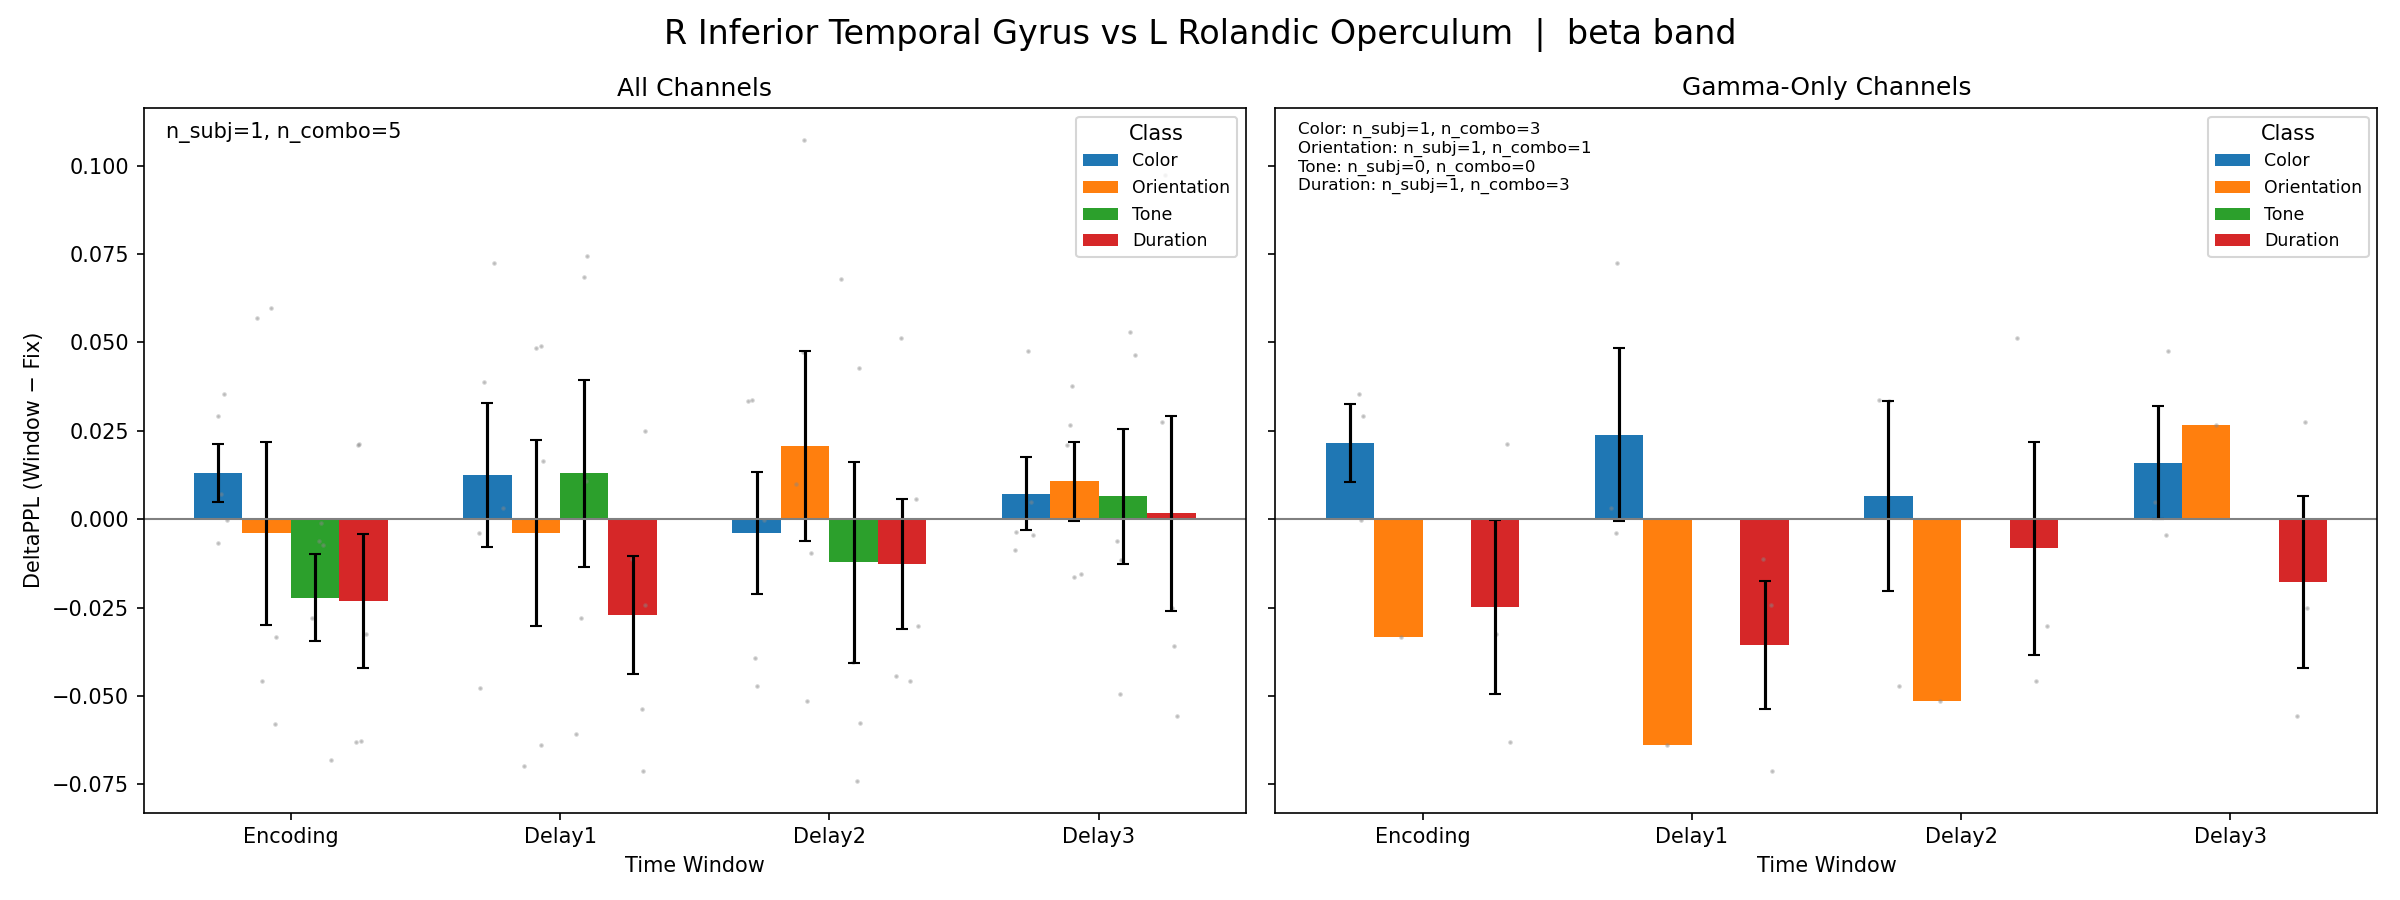 R Inferior Temporal Gyrus vs L Rolandic Operculum | beta band
All Channels
n_subj=1, n_combo=5
Class
Color
Orientation
Tone
Duration
DeltaPPL (Window − Fix)
0.100
0.075
0.050
0.025
0.000
−0.025
−0.050
−0.075
Encoding
Delay1
Delay2
Delay3
Time Window
Gamma-Only Channels
Color: n_subj=1, n_combo=3
Orientation: n_subj=1, n_combo=1
Tone: n_subj=0, n_combo=0
Duration: n_subj=1, n_combo=3
Class
Color
Orientation
Tone
Duration
Encoding
Delay1
Delay2
Delay3
Time Window